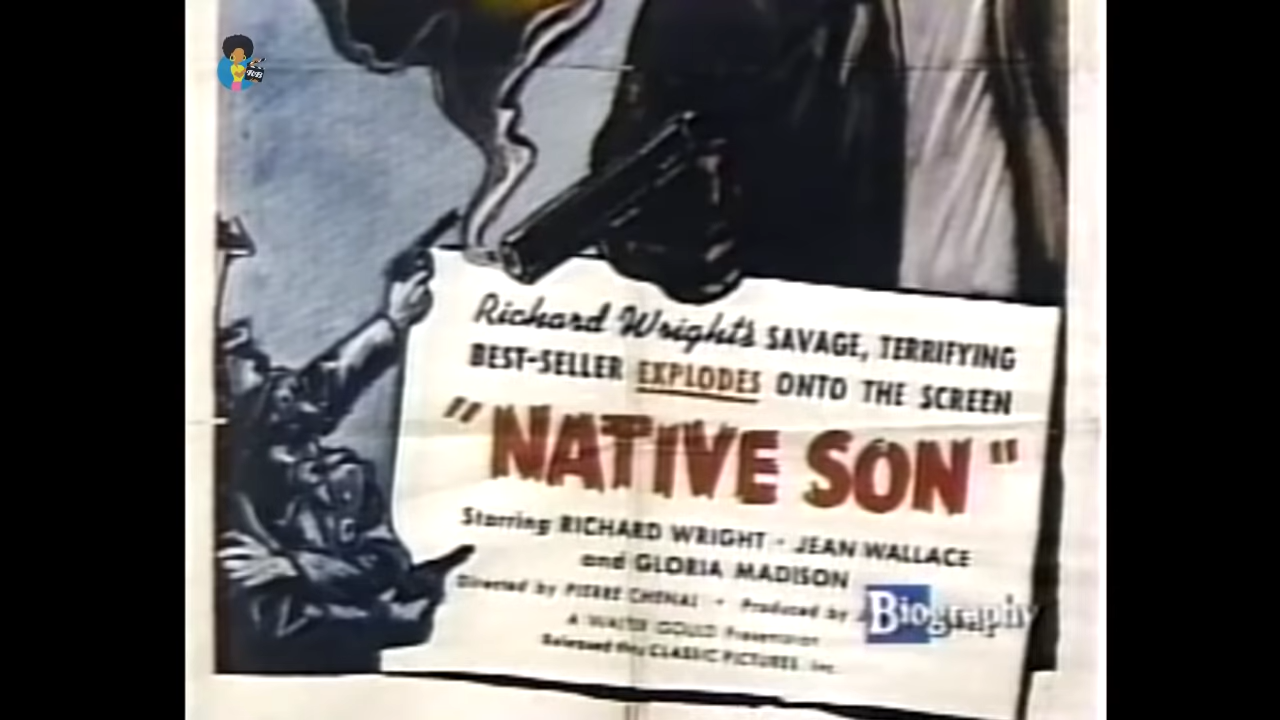 Richard Wright's SAVAGE, TERRIFYING
BEST-SELLER EXPLODES ONTO THE SCREEN
"NATIVE SON"
Starring RICHARD WRIGHT · JEAN WALLACE
and GLORIA MADISON
Directed by PIERRE CHENAL · Produced by
A WALTER GOULD Presentation
Released thru CLASSIC PICTURES, Inc.
Biography